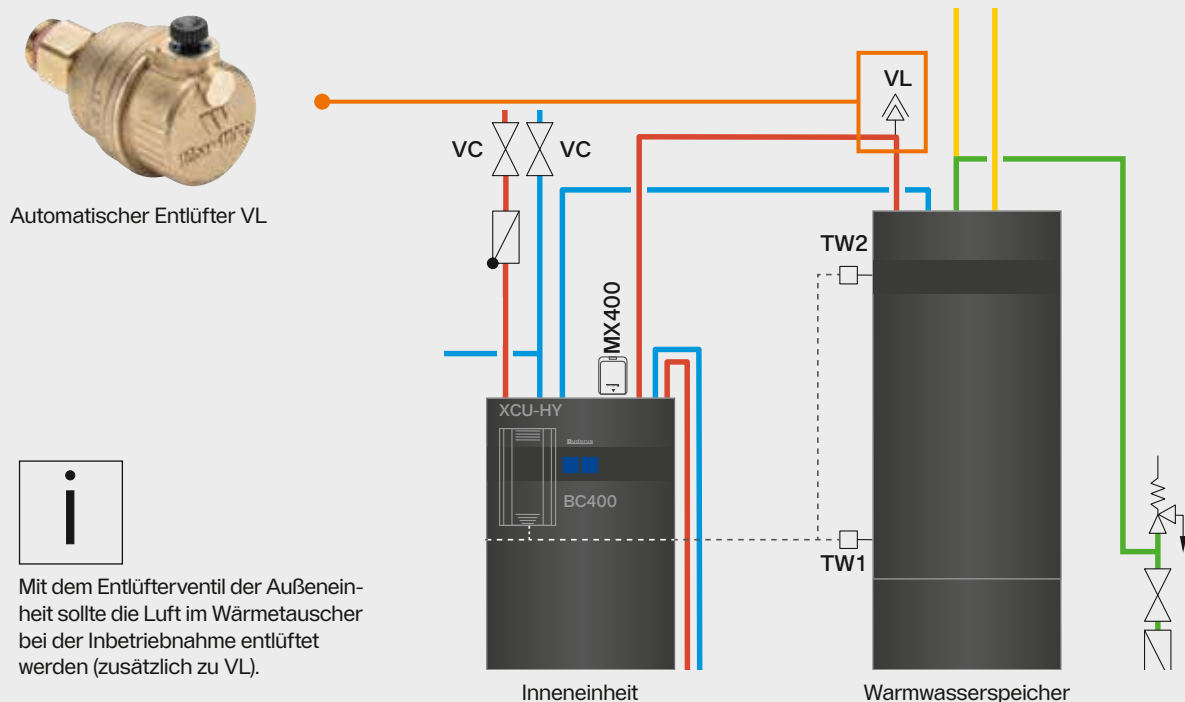 Automatischer Entlüfter VL
VL
VC
VC
TW2
MX400
XCU-HY
Buderus
BC400
TW1
i
Mit dem Entlüfterventil der Außenein-
heit sollte die Luft im Wärmetauscher
bei der Inbetriebnahme entlüftet
werden (zusätzlich zu VL).
Inneneinheit
Warmwasserspeicher